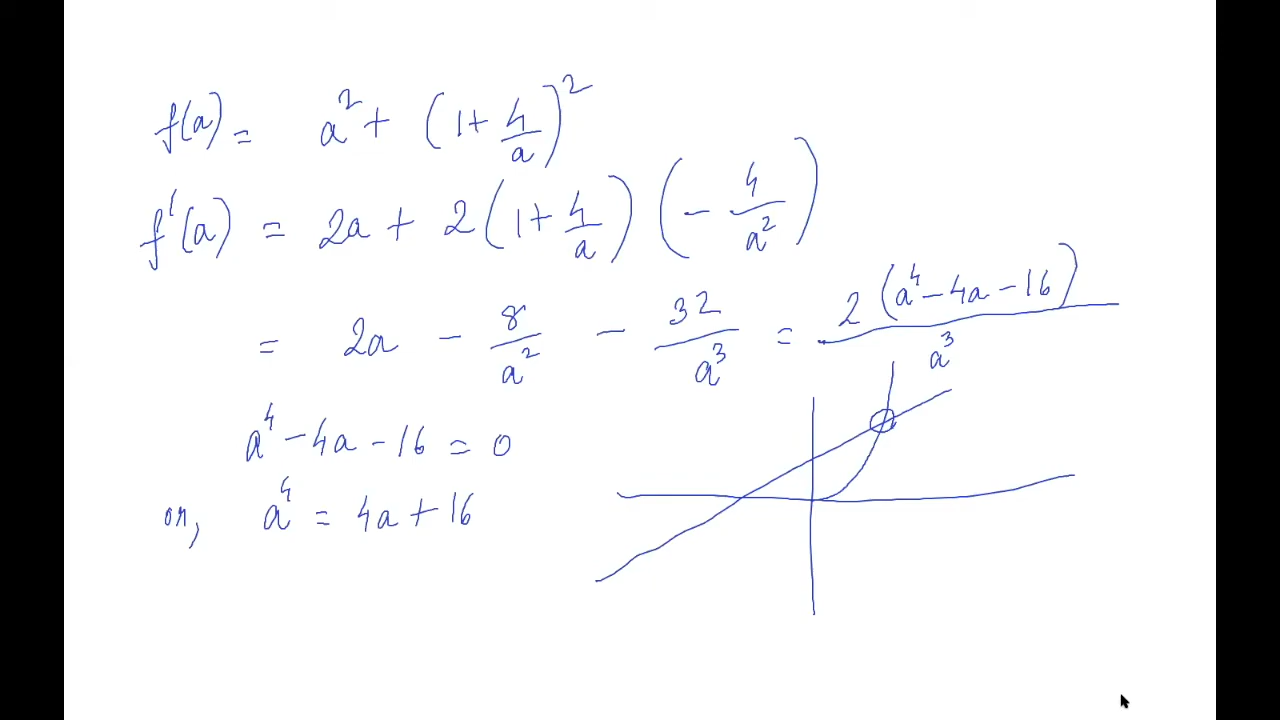 f(a) = a² + (1 + 4/a)²
f'(a) = 2a + 2(1 + 4/a)(- 4/a²)
= 2a - 8/a² - 32/a³ = 2(a⁴ - 4a - 16)/a³
a⁴ - 4a - 16 = 0
or, a⁴ = 4a + 16